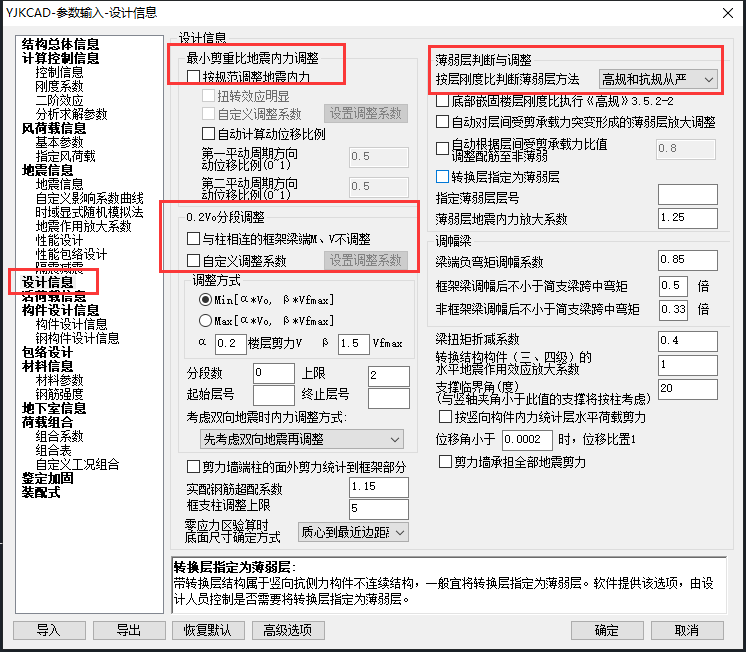 YJKCAD-参数输入-设计信息
结构总体信息
计算控制信息
控制信息
刚度系数
二阶效应
分析求解参数
风荷载信息
基本参数
指定风荷载
地震信息
地震信息
自定义影响系数曲线
时域显式随机模拟法
地震作用放大系数
性能设计
性能包络设计
隔震减震
设计信息
活荷载信息
构件设计信息
构件设计信息
钢构件设计信息
包络设计
材料信息
材料参数
钢筋强度
地下室信息
荷载组合
组合系数
组合表
自定义工况组合
鉴定加固
装配式
设计信息
最小剪重比地震内力调整
按规范调整地震内力
扭转效应明显
自定义调整系数 设置调整系数
自动计算动位移比例
第一平动周期方向
动位移比例(0~1) 0.5
第二平动周期方向
动位移比例(0~1) 0.5
0.2V₀分段调整
与柱相连的框架梁端M、V不调整
自定义调整系数 设置调整系数
调整方式
Min[α*V₀, β*Vfmax]
Max[α*V₀, β*Vfmax]
α 0.2 楼层剪力V β 1.5 Vfmax
分段数 0 上限 2
起始层号 终止层号
考虑双向地震时内力调整方式:
先考虑双向地震再调整
剪力墙端柱的面外剪力统计到框架部分
实配钢筋超配系数 1.15
框支柱调整上限 5
零应力区验算时
底面尺寸确定方式 质心到最近边距
薄弱层判断与调整
按层刚度比判断薄弱层方法 高规和抗规从严
底部嵌固楼层刚度比执行《高规》3.5.2-2
自动对层间受剪承载力突变形成的薄弱层放大调整
自动根据层间受剪承载力比值
调整配筋至非薄弱 0.8
转换层指定为薄弱层
指定薄弱层层号
薄弱层地震内力放大系数 1.25
调幅梁
梁端负弯矩调幅系数 0.85
框架梁调幅后不小于简支梁跨中弯矩 0.5 倍
非框架梁调幅后不小于简支梁跨中弯矩 0.33 倍
梁扭矩折减系数 0.4
转换结构构件（三、四级）的
水平地震作用效应放大系数 1
支撑临界角(度) 20
(与竖轴夹角小于此值的支撑将按柱考虑)
按竖向构件内力统计层水平荷载剪力
位移角小于 0.0002 时，位移比置1
剪力墙承担全部地震剪力
转换层指定为薄弱层:
带转换层结构属于竖向抗侧力构件不连续结构，一般宜将转换层指定为薄弱层。软件提供该选项，由设
计人员控制是否需要将转换层指定为薄弱层。
导入 导出 恢复默认 高级选项 确定 取消